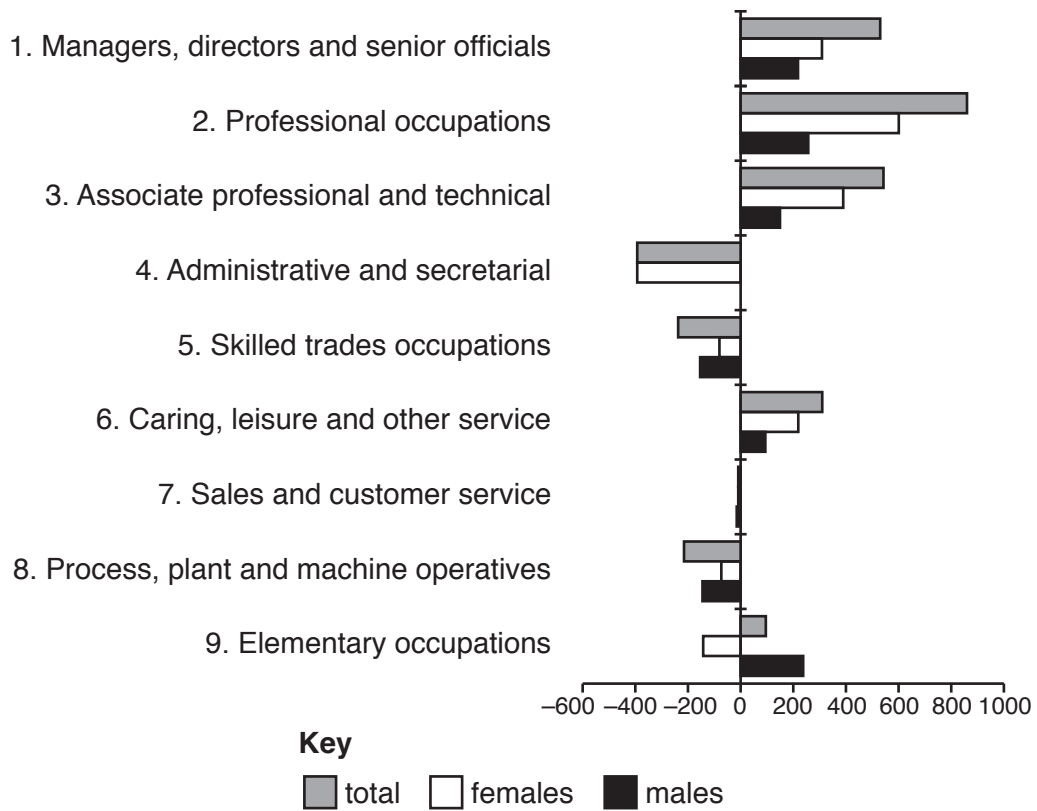 1. Managers, directors and senior officials
2. Professional occupations
3. Associate professional and technical
4. Administrative and secretarial
5. Skilled trades occupations
6. Caring, leisure and other service
7. Sales and customer service
8. Process, plant and machine operatives
9. Elementary occupations
–600 –400 –200 0 200 400 600 800 1000
Key
total females males